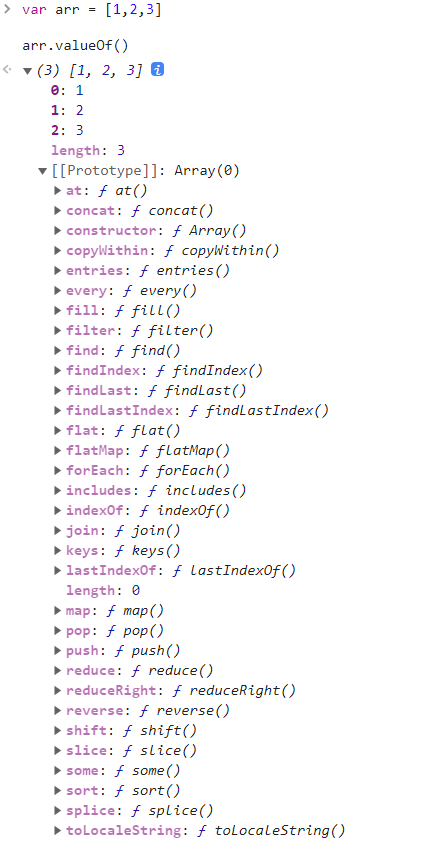 var arr = [1,2,3]
arr.valueOf()
(3) [1, 2, 3] i
0: 1
1: 2
2: 3
length: 3
[[Prototype]]: Array(0)
at: ƒ at()
concat: ƒ concat()
constructor: ƒ Array()
copyWithin: ƒ copyWithin()
entries: ƒ entries()
every: ƒ every()
fill: ƒ fill()
filter: ƒ filter()
find: ƒ find()
findIndex: ƒ findIndex()
findLast: ƒ findLast()
findLastIndex: ƒ findLastIndex()
flat: ƒ flat()
flatMap: ƒ flatMap()
forEach: ƒ forEach()
includes: ƒ includes()
indexOf: ƒ indexOf()
join: ƒ join()
keys: ƒ keys()
lastIndexOf: ƒ lastIndexOf()
length: 0
map: ƒ map()
pop: ƒ pop()
push: ƒ push()
reduce: ƒ reduce()
reduceRight: ƒ reduceRight()
reverse: ƒ reverse()
shift: ƒ shift()
slice: ƒ slice()
some: ƒ some()
sort: ƒ sort()
splice: ƒ splice()
toLocaleString: ƒ toLocaleString()